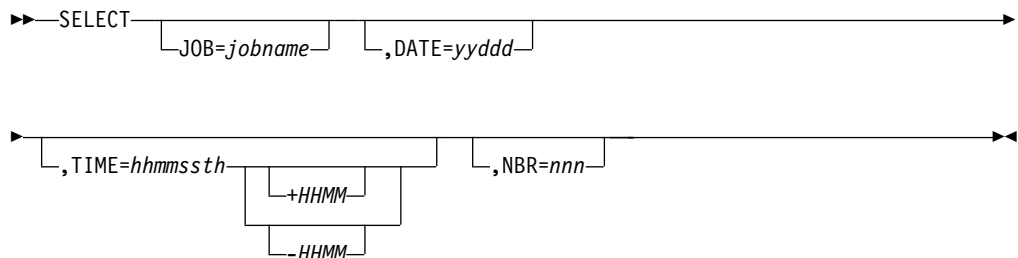 SELECT
JOB=jobname
,DATE=yyddd
,TIME=hhmmssth
,NBR=nnn
+HHMM
-HHMM